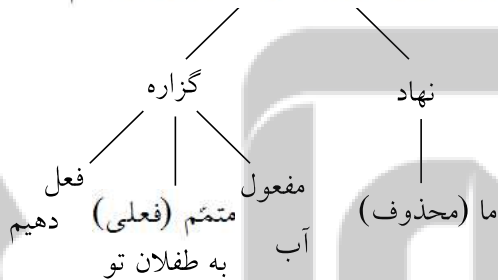 نهاد گزاره
ما (محذوف) مفعول متمّم (فعلی) فعل
آب به طفلان تو دهیم